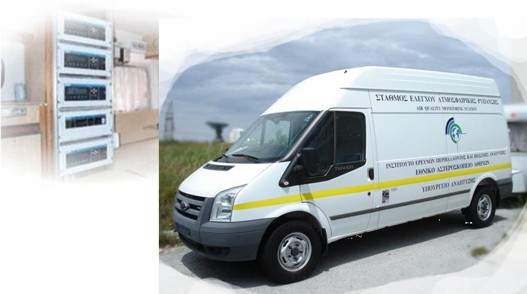 ΣΤΑΘΜΟΣ ΕΛΕΓΧΟΥ ΑΤΜΟΣΦΑΙΡΙΚΗΣ ΡΥΠΑΝΣΗΣ
AIR QUALITY MONITORING STATION
ΙΝΣΤΙΤΟΥΤΟ ΕΡΕΥΝΩΝ ΠΕΡΙΒΑΛΛΟΝΤΟΣ ΚΑΙ ΒΙΩΣΙΜΗΣ ΑΝΑΠΤΥΞΗΣ
ΕΘΝΙΚΟ ΑΣΤΕΡΟΣΚΟΠΕΙΟ ΑΘΗΝΩΝ
ΥΠΟΥΡΓΕΙΟ ΑΝΑΠΤΥΞΗΣ